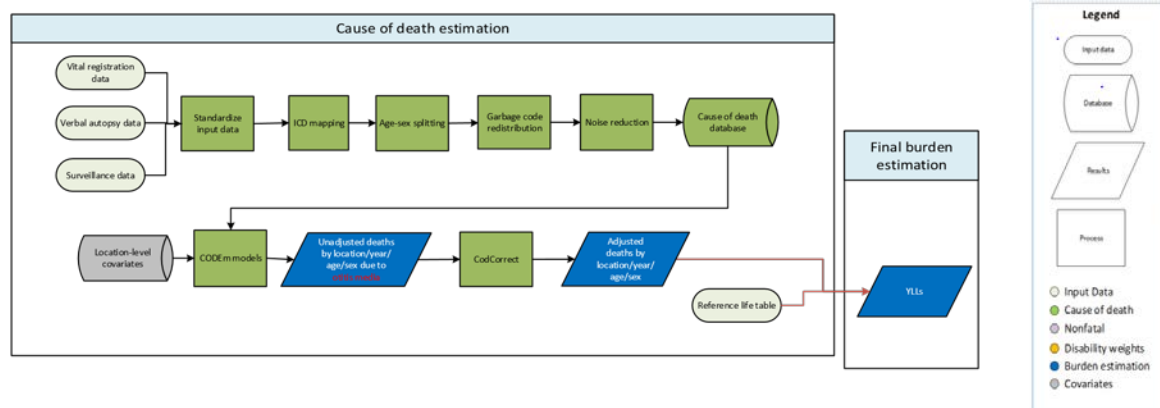 Cause of death estimation
Vital registration
data
Verbal autopsy data
Surveillance data
Standardize
input data
ICD mapping
Age-sex splitting
Garbage code
redistribution
Noise reduction
Cause of death
database
Location-level
covariates
CODEm models
Unadjusted deaths
by location/year/
age/sex due to
CodCorrect
Adjusted
deaths by
location/year/
age/sex
Reference life table
Final burden
estimation
YLLs
Legend
Input data
Database
Results
Process
Input Data
Cause of death
Nonfatal
Disability weights
Burden estimation
Covariates